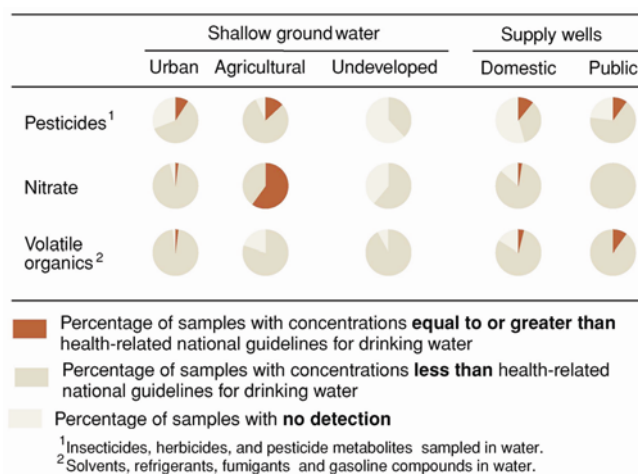 Shallow ground water Supply wells
Urban Agricultural Undeveloped Domestic Public
Pesticides1
Nitrate
Volatile
organics2
Percentage of samples with concentrations equal to or greater than
health-related national guidelines for drinking water
Percentage of samples with concentrations less than health-related
national guidelines for drinking water
Percentage of samples with no detection
1Insecticides, herbicides, and pesticide metabolites sampled in water.
2Solvents, refrigerants, fumigants and gasoline compounds in water.